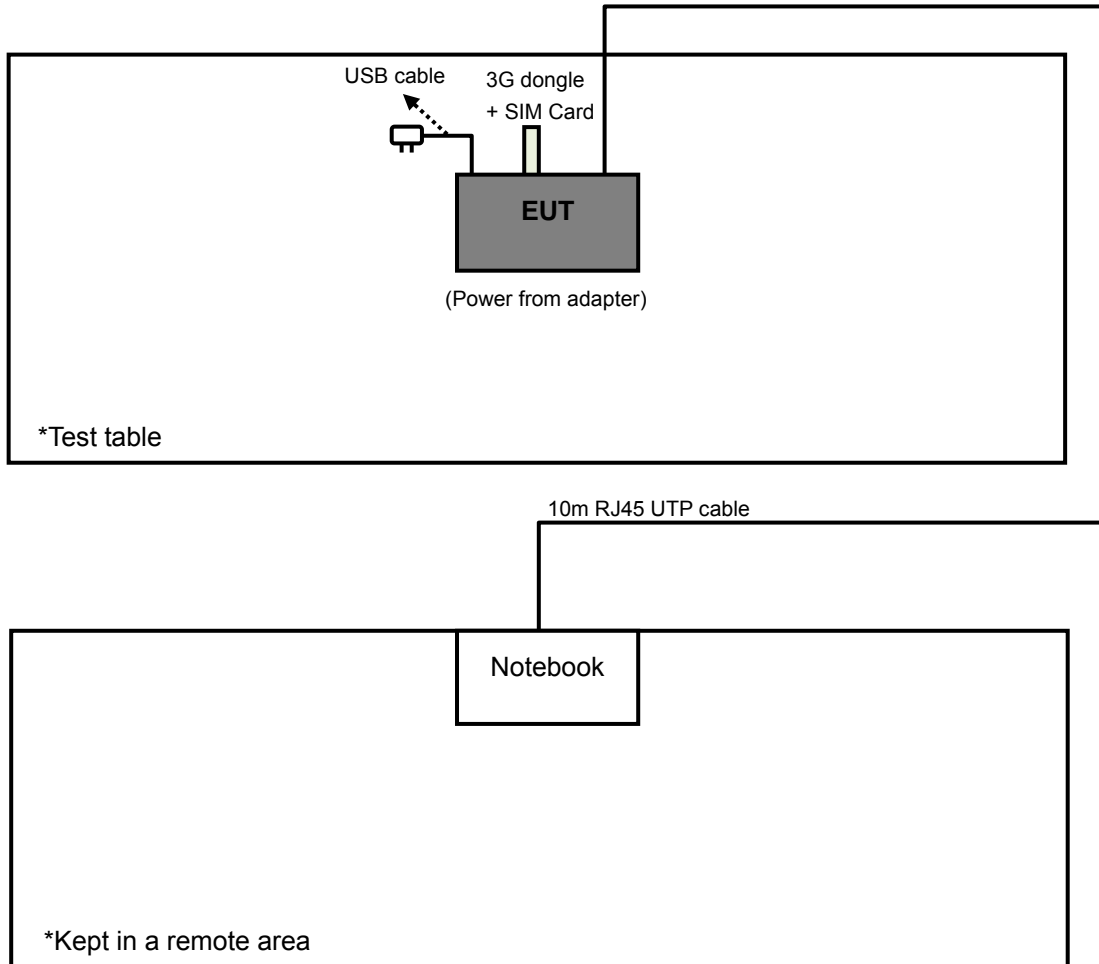 USB cable
3G dongle
+ SIM Card
EUT
(Power from adapter)
*Test table
10m RJ45 UTP cable
Notebook
*Kept in a remote area